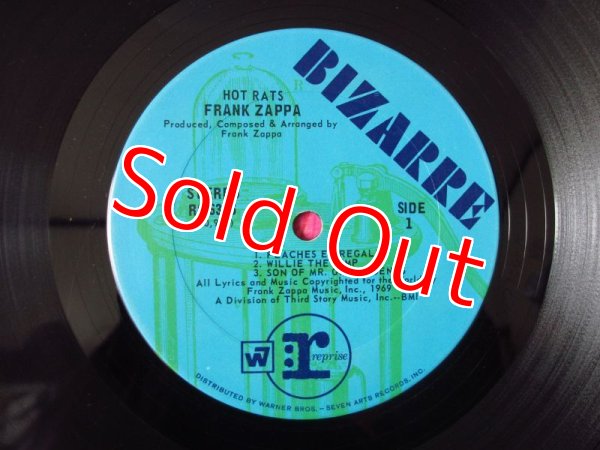 BIZARRE
HOT RATS
FRANK ZAPPA
Produced, Composed & Arranged by
Frank Zappa
Sold Out
SIDE
1
2. WILLIE THE
3. SON OF MR.
All Lyrics and Music Copyrighted for the
Frank Zappa Music, Inc., 1969
A Division of Third Story Music, Inc.—BMI
W7
r:reprise
DISTRIBUTED BY WARNER BROS. – SEVEN ARTS RECORDS, INC.